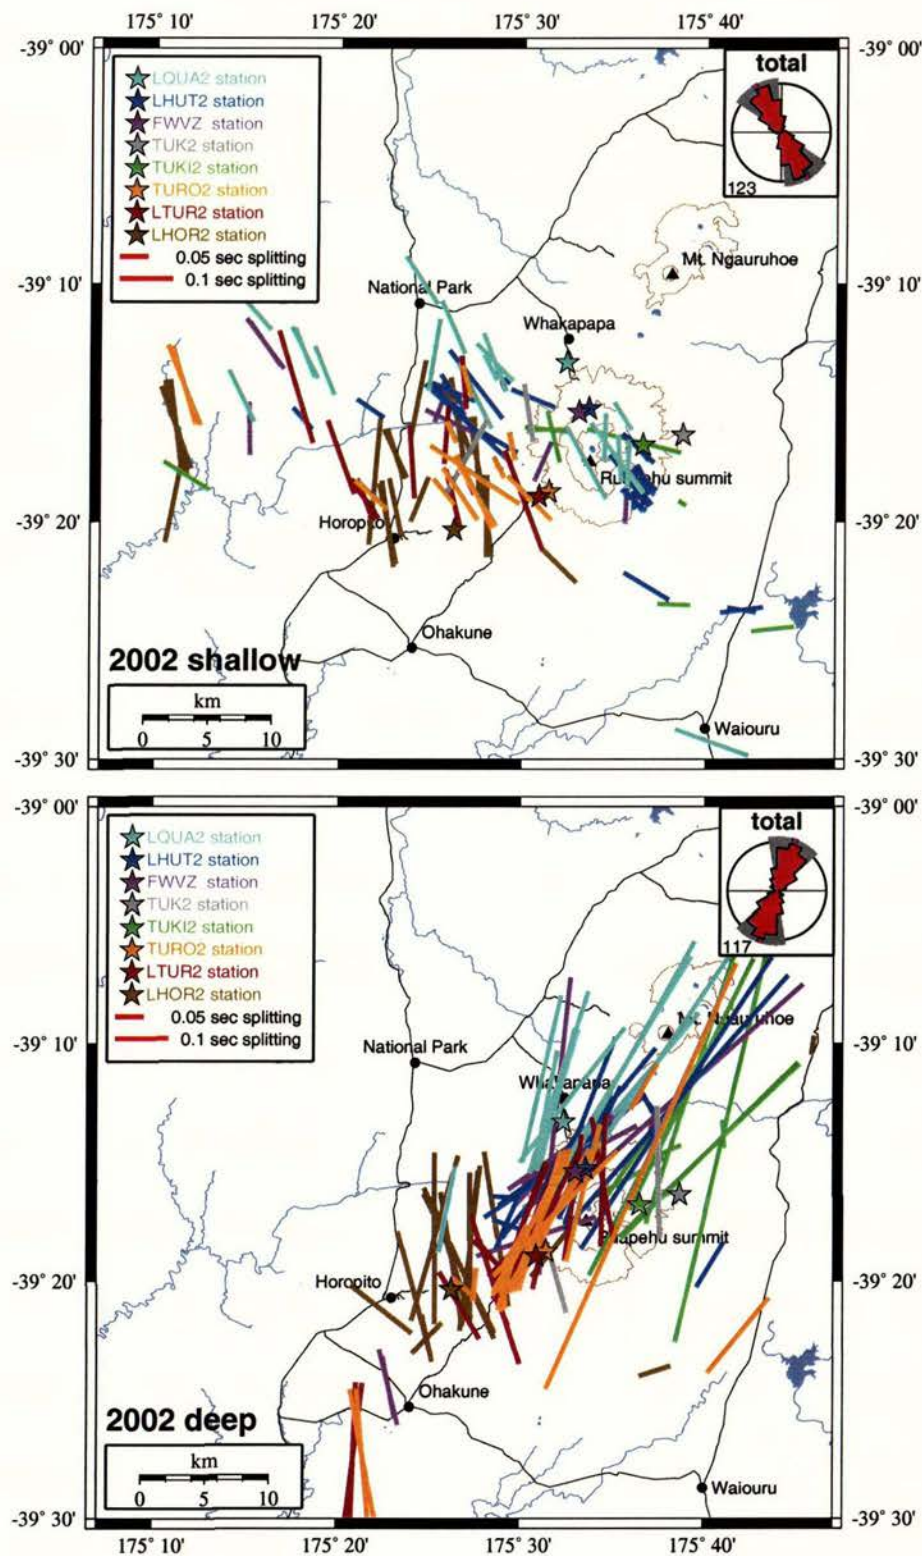 175° 10' 175° 20' 175° 30' 175° 40'
-39° 00' -39° 00'
LQUA2 station
LHUT2 station
FWVZ station
TUK2 station
TUKI2 station
TURO2 station
LTUR2 station
LHOR2 station
0.05 sec splitting
0.1 sec splitting
total
123
-39° 10' -39° 10'
Mt. Ngauruhoe
National Park
Whakapapa
Ruapehu summit
-39° 20' -39° 20'
Horopito
Ohakune
2002 shallow
km
0 5 10
Waiouru
-39° 30' -39° 30'
-39° 00' -39° 00'
LQUA2 station
LHUT2 station
FWVZ station
TUK2 station
TUKI2 station
TURO2 station
LTUR2 station
LHOR2 station
0.05 sec splitting
0.1 sec splitting
total
117
-39° 10' -39° 10'
Mt. Ngauruhoe
National Park
Whakapapa
Ruapehu summit
-39° 20' -39° 20'
Horopito
Ohakune
2002 deep
km
0 5 10
Waiouru
-39° 30' -39° 30'
175° 10' 175° 20' 175° 30' 175° 40'